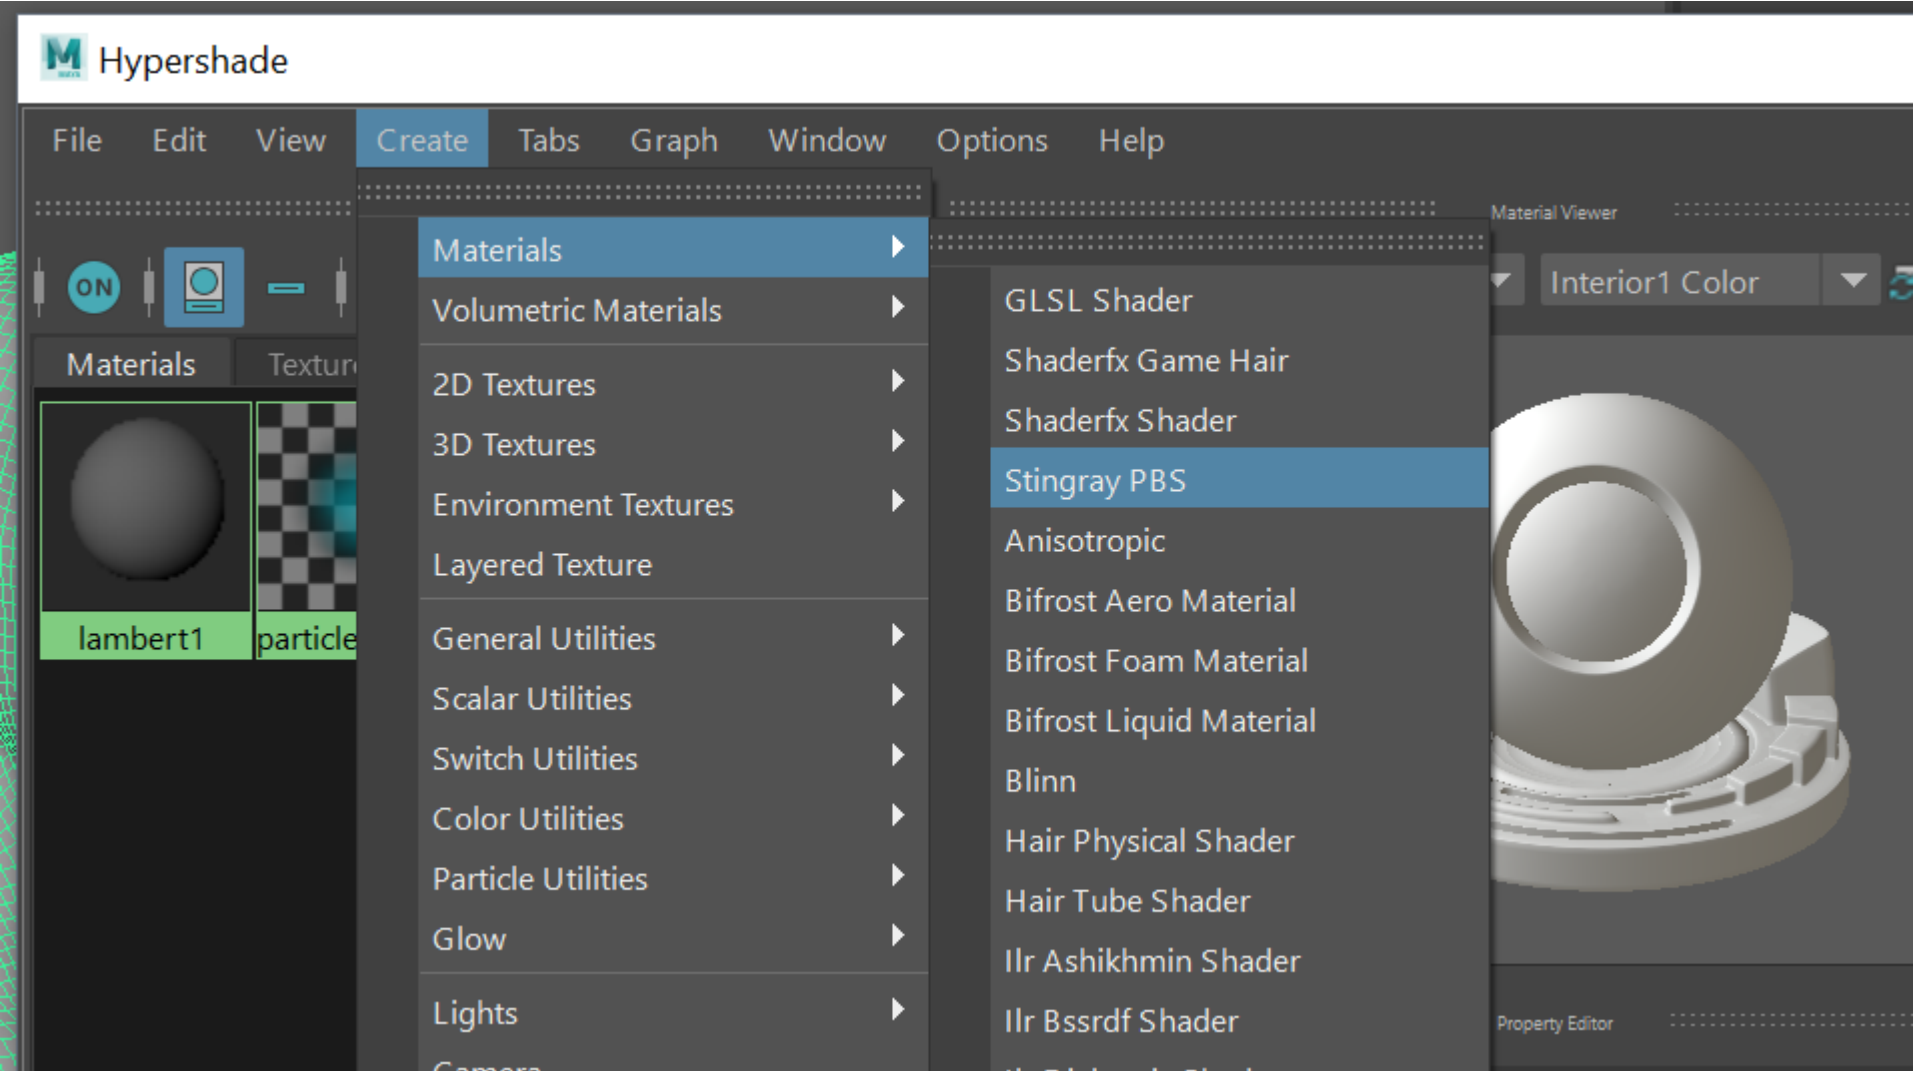 Hypershade
File Edit View Create Tabs Graph Window Options Help
Material Viewer
ON
Interior1 Color
Materials
lambert1
particle
Materials
Volumetric Materials
2D Textures
3D Textures
Environment Textures
Layered Texture
General Utilities
Scalar Utilities
Switch Utilities
Color Utilities
Particle Utilities
Glow
Lights
GLSL Shader
Shaderfx Game Hair
Shaderfx Shader
Stingray PBS
Anisotropic
Bifrost Aero Material
Bifrost Foam Material
Bifrost Liquid Material
Blinn
Hair Physical Shader
Hair Tube Shader
Ilr Ashikhmin Shader
Ilr Bssrdf Shader
Property Editor